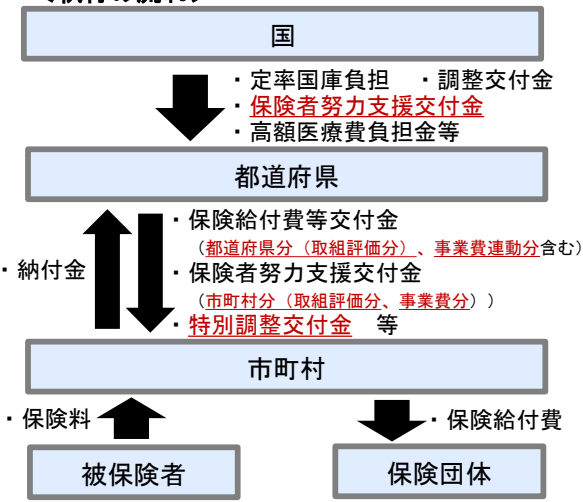 国
・定率国庫負担　・調整交付金
・保険者努力支援交付金
・高額医療費負担金等
都道府県
・保険給付費等交付金
（都道府県分（取組評価分）、事業費連動分含む）
・納付金
・保険者努力支援交付金
（市町村分（取組評価分、事業費分））
・特別調整交付金　等
市町村
・保険料
・保険給付費
被保険者
保険団体